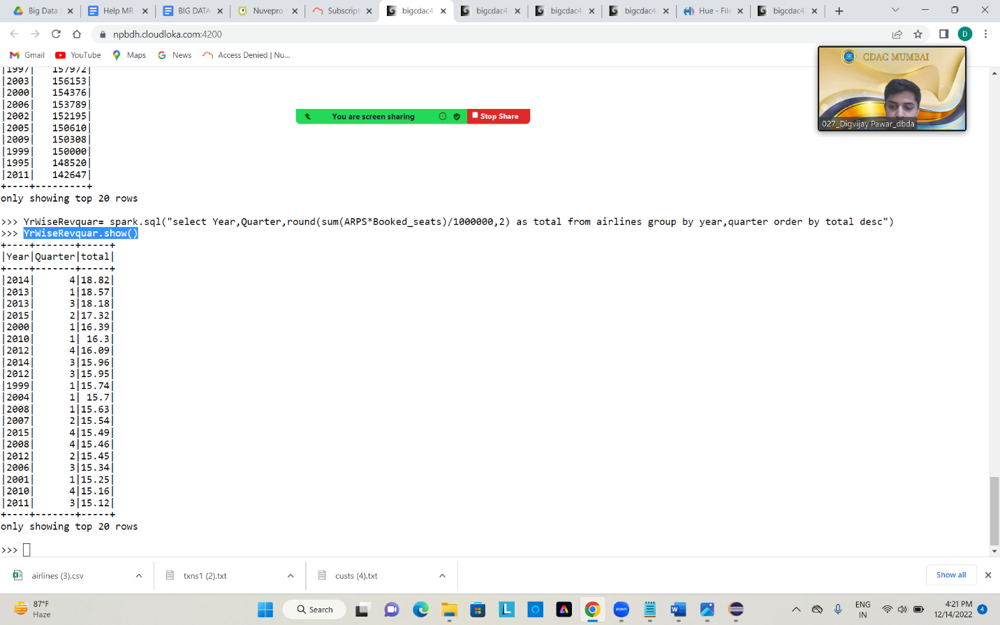 Big Data
Help MR
BIG DATA
Nuvepro
Subscript
bigcdac4
bigcdac4
bigcdac4
bigcdac4
Hue - File
bigcdac4
npbdh.cloudloka.com:4200
D
Gmail
YouTube
Maps
News
Access Denied | Nu...
CDAC MUMBAI
027_Digvijay Pawar_dbda
You are screen sharing
Stop Share
|1997|   157972|
|2003|   156153|
|2000|   154376|
|2006|   153789|
|2002|   152195|
|2005|   150610|
|2009|   150308|
|1999|   150000|
|1995|   148520|
|2011|   142647|
+----+---------+
only showing top 20 rows
>>> YrWiseRevquar= spark.sql("select Year,Quarter,round(sum(ARPS*Booked_seats)/1000000,2) as total from airlines group by year,quarter order by total desc")
>>> YrWiseRevquar.show()
+----+-------+-----+
|Year|Quarter|total|
+----+-------+-----+
|2014|      4|18.82|
|2013|      1|18.57|
|2013|      3|18.18|
|2015|      2|17.32|
|2000|      1|16.39|
|2010|      1| 16.3|
|2012|      4|16.09|
|2014|      3|15.96|
|2012|      3|15.95|
|1999|      1|15.74|
|2004|      1| 15.7|
|2008|      1|15.63|
|2007|      2|15.54|
|2015|      4|15.49|
|2008|      4|15.46|
|2012|      2|15.45|
|2006|      3|15.34|
|2001|      1|15.25|
|2010|      4|15.16|
|2011|      3|15.12|
+----+-------+-----+
only showing top 20 rows
>>>
airlines (3).csv
txns1 (2).txt
custs (4).txt
Show all
87°F
Haze
Search
L
zoom
W
ENG
IN
4:21 PM
12/14/2022
4